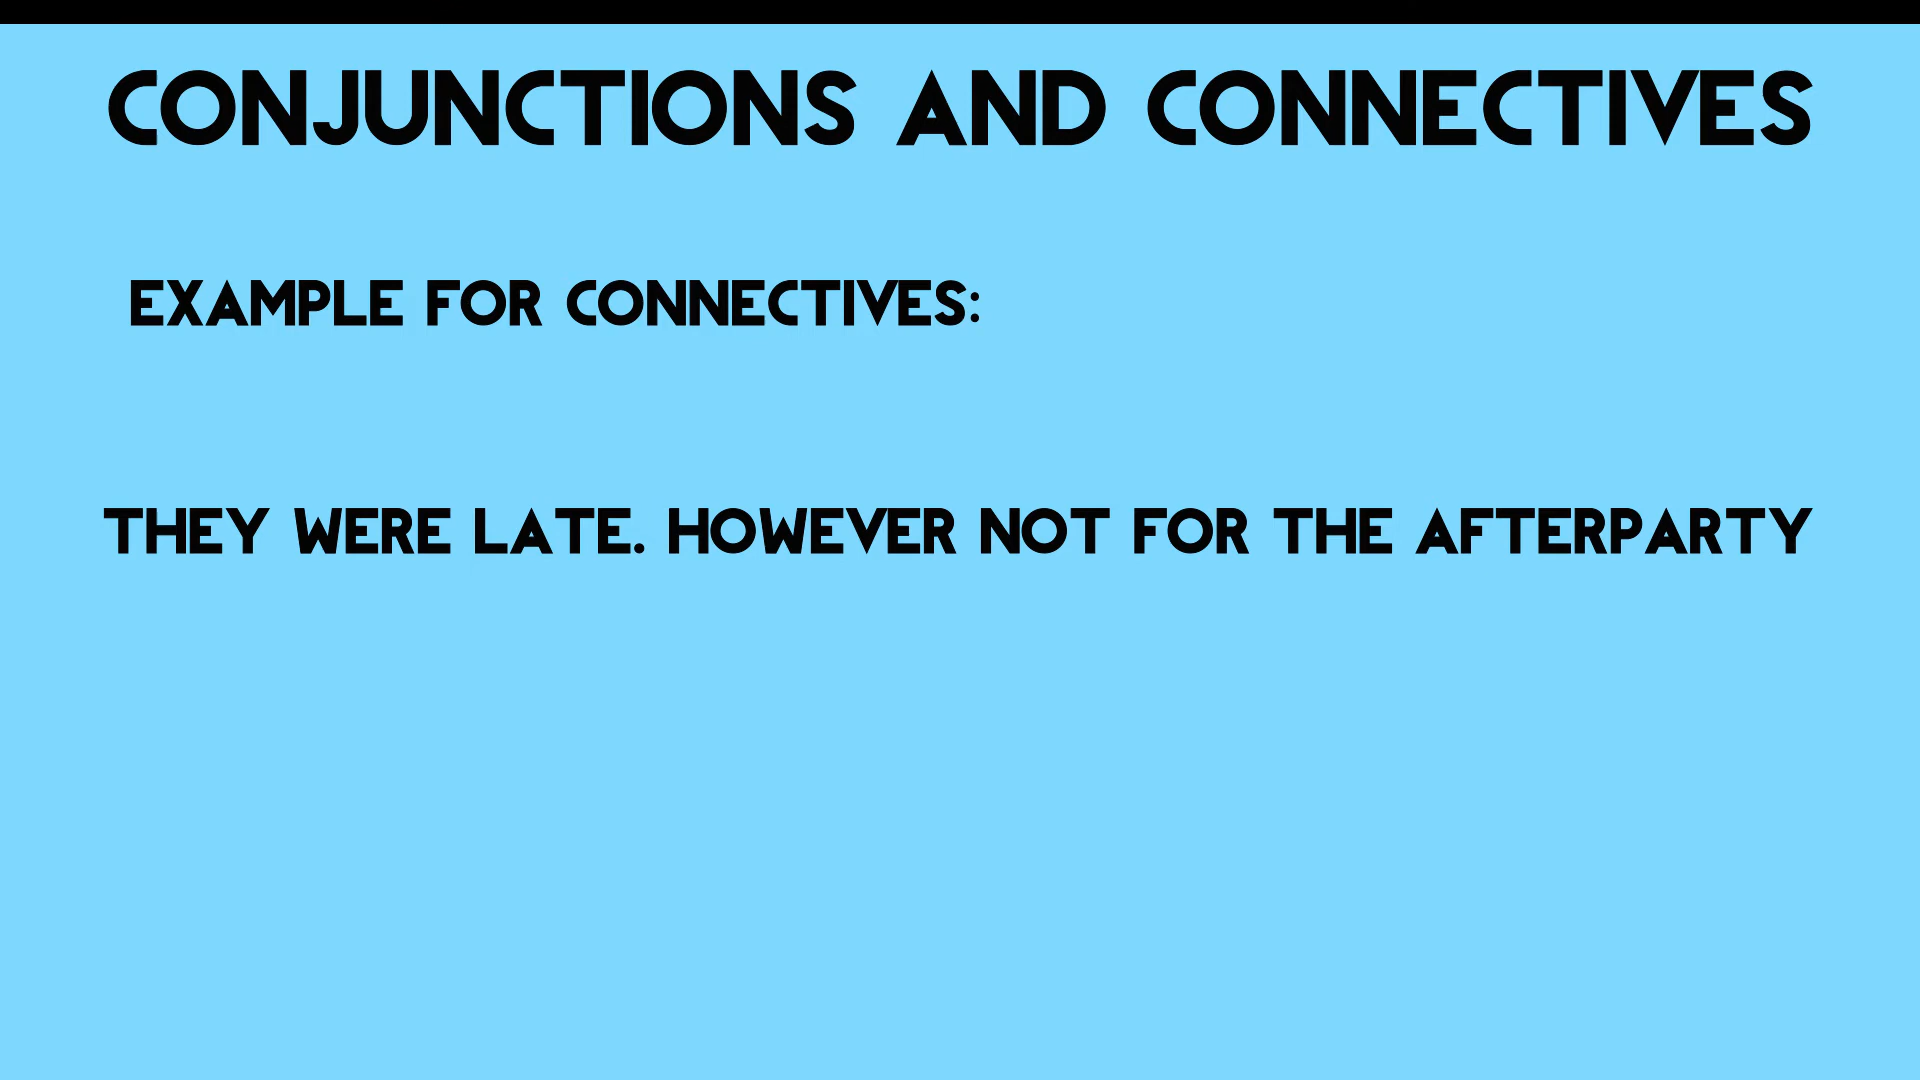 CONJUNCTIONS AND CONNECTIVES
EXAMPLE FOR CONNECTIVES:
THEY WERE LATE. HOWEVER NOT FOR THE AFTERPARTY